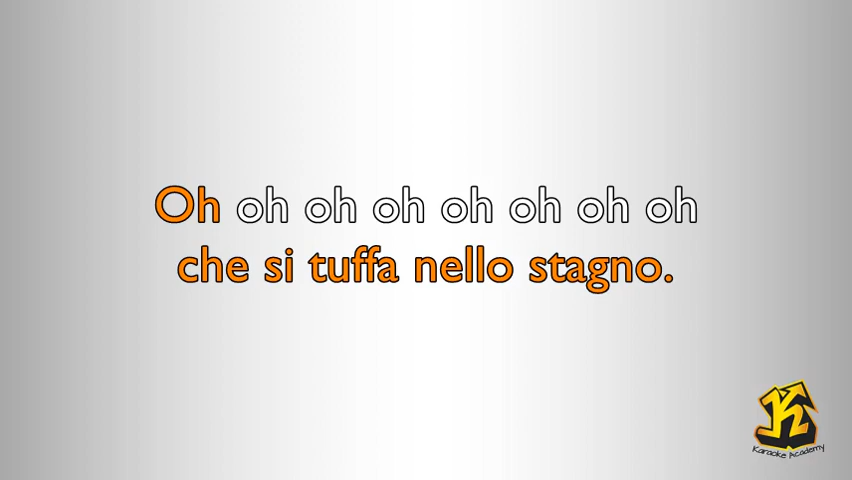 Oh oh oh oh oh oh oh oh
che si tuffa nello stagno.
K
Karaoke Academy